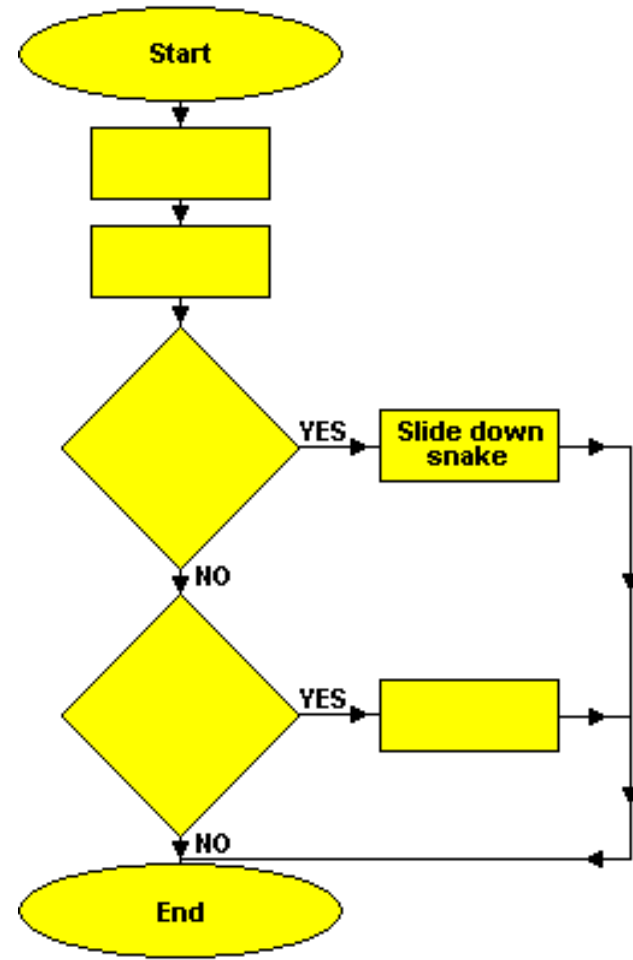 Start
YES
Slide down
snake
NO
YES
NO
End